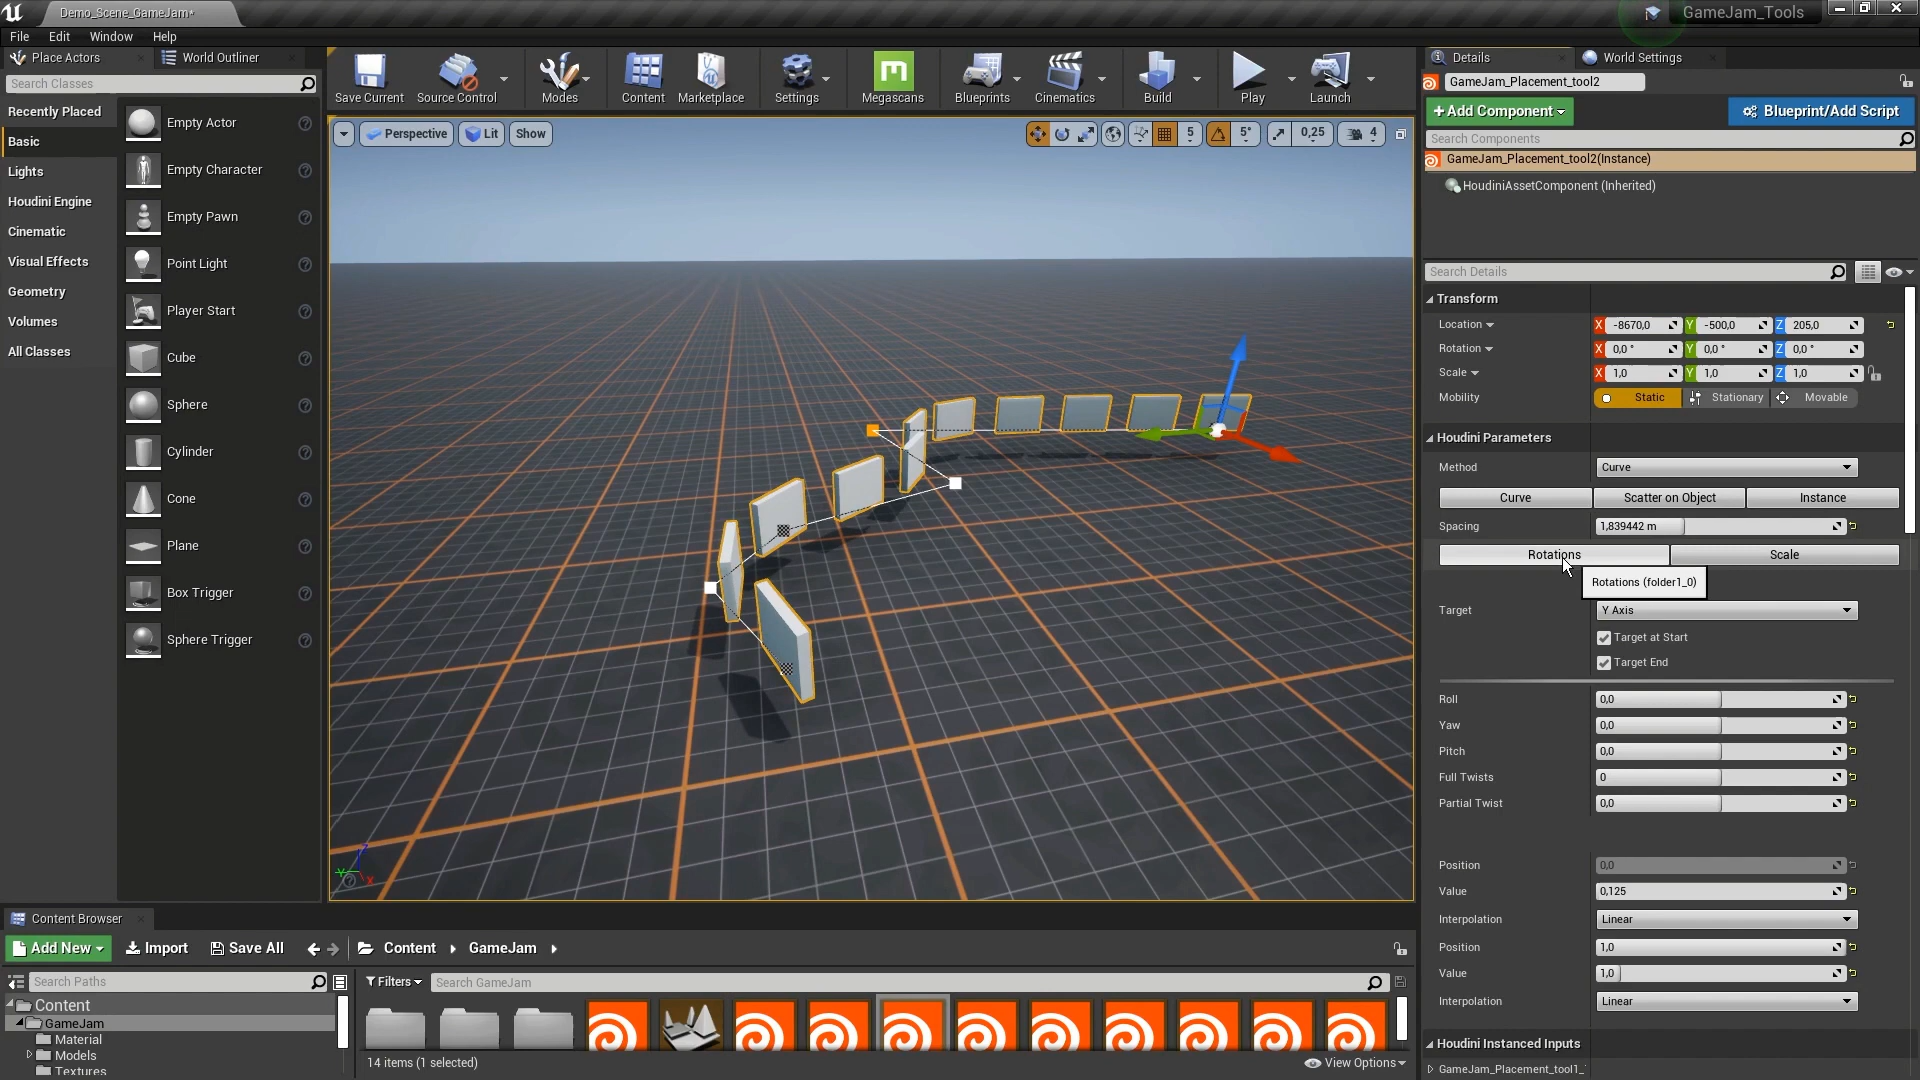 Demo_Scene_GameJam*
GameJam_Tools
File Edit Window Help
Place Actors
World Outliner
Search Classes
Recently Placed
Basic
Lights
Houdini Engine
Cinematic
Visual Effects
Geometry
Volumes
All Classes
Empty Actor
Empty Character
Empty Pawn
Point Light
Player Start
Cube
Sphere
Cylinder
Cone
Plane
Box Trigger
Sphere Trigger
Save Current
Source Control
Modes
Content
Marketplace
Settings
Megascans
Blueprints
Cinematics
Build
Play
Launch
Perspective
Lit
Show
5
5°
0,25
4
Details
World Settings
GameJam_Placement_tool2
+Add Component
Blueprint/Add Script
Search Components
GameJam_Placement_tool2(Instance)
HoudiniAssetComponent (Inherited)
Search Details
Transform
Location X -8670,0 Y -500,0 Z 205,0
Rotation X 0,0 ° Y 0,0 ° Z 0,0 °
Scale X 1,0 Y 1,0 Z 1,0
Mobility Static Stationary Movable
Houdini Parameters
Method Curve
Curve Scatter on Object Instance
Spacing 1,839442 m
Rotations Scale
Rotations (folder1_0)
Target Y Axis
Target at Start
Target End
Roll 0,0
Yaw 0,0
Pitch 0,0
Full Twists 0
Partial Twist 0,0
Position 0,0
Value 0,125
Interpolation Linear
Position 1,0
Value 1,0
Interpolation Linear
Houdini Instanced Inputs
GameJam_Placement_tool1_
Content Browser
Add New
Import
Save All
Content
GameJam
Search Paths
Filters
Search GameJam
Content
GameJam
Material
Models
Textures
14 items (1 selected)
View Options
Y
X